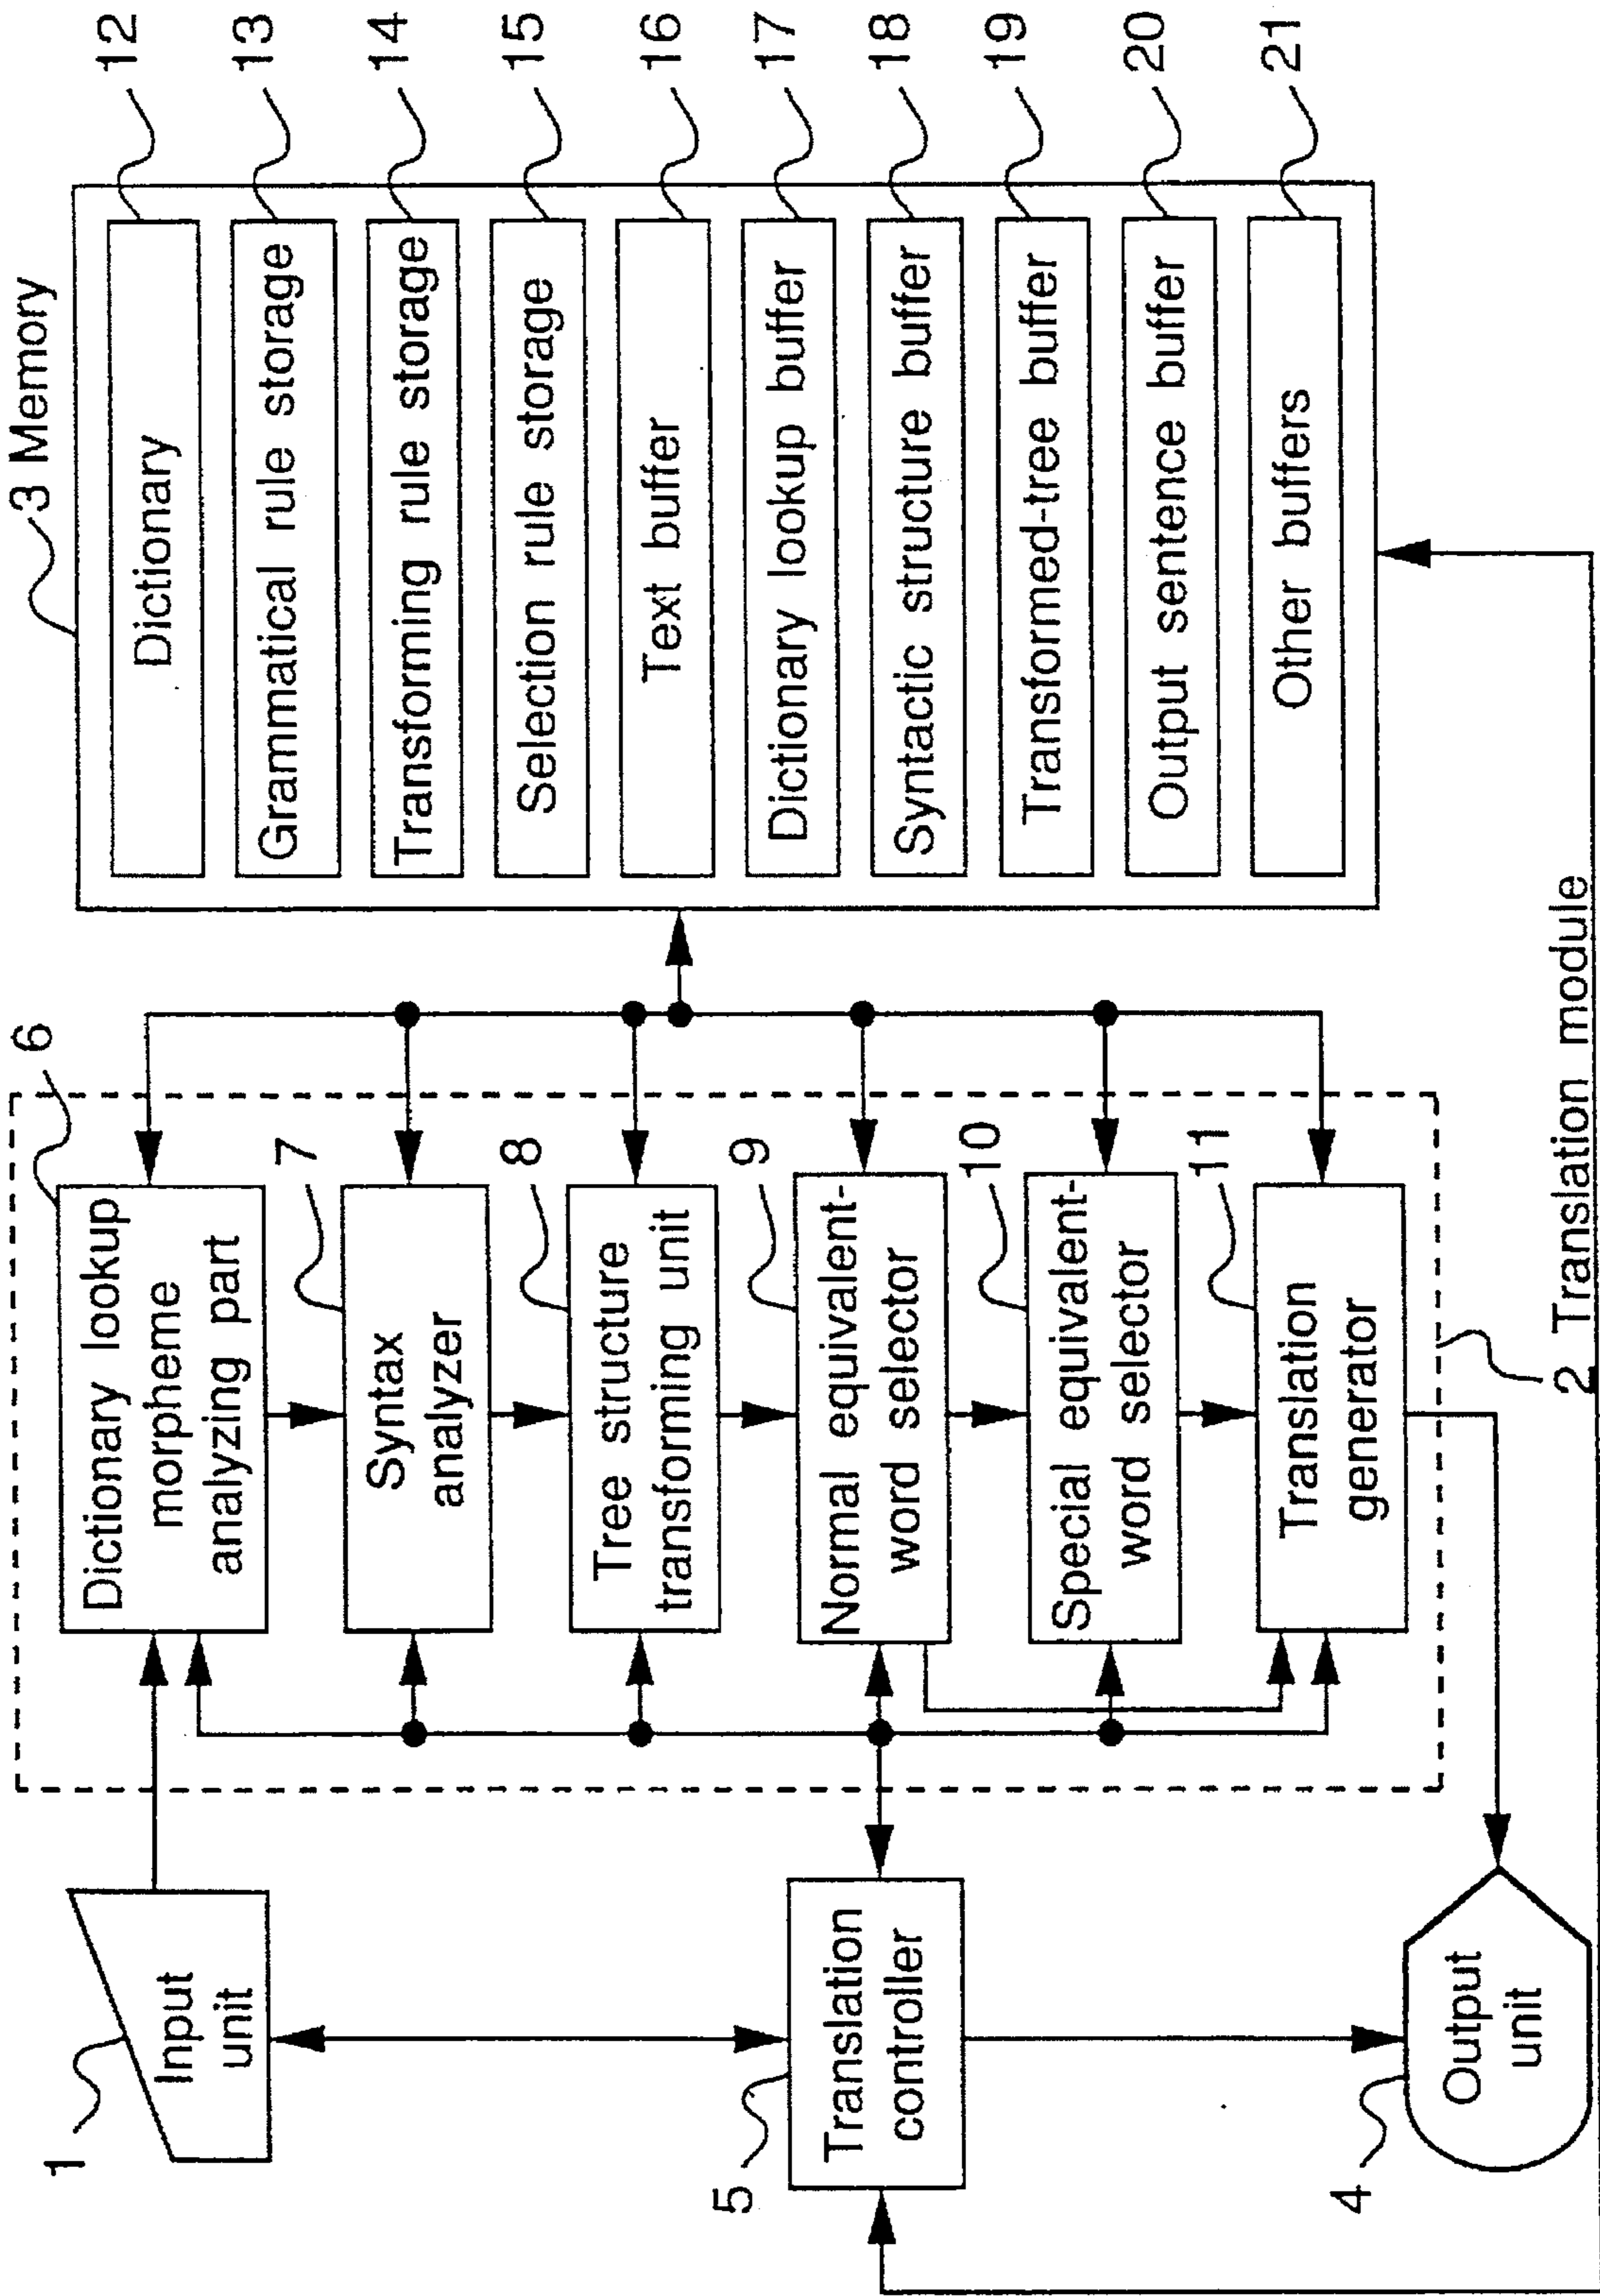 1
Input
unit
5
Translation
controller
4
Output
unit
6
Dictionary lookup
morpheme
analyzing part
7
Syntax
analyzer
8
Tree structure
transforming unit
9
Normal equivalent-
word selector
10
Special equivalent-
word selector
11
Translation
generator
2 Translation module
3 Memory
Dictionary
12
Grammatical rule storage
13
Transforming rule storage
14
Selection rule storage
15
Text buffer
16
Dictionary lookup buffer
17
Syntactic structure buffer
18
Transformed-tree buffer
19
Output sentence buffer
20
Other buffers
21